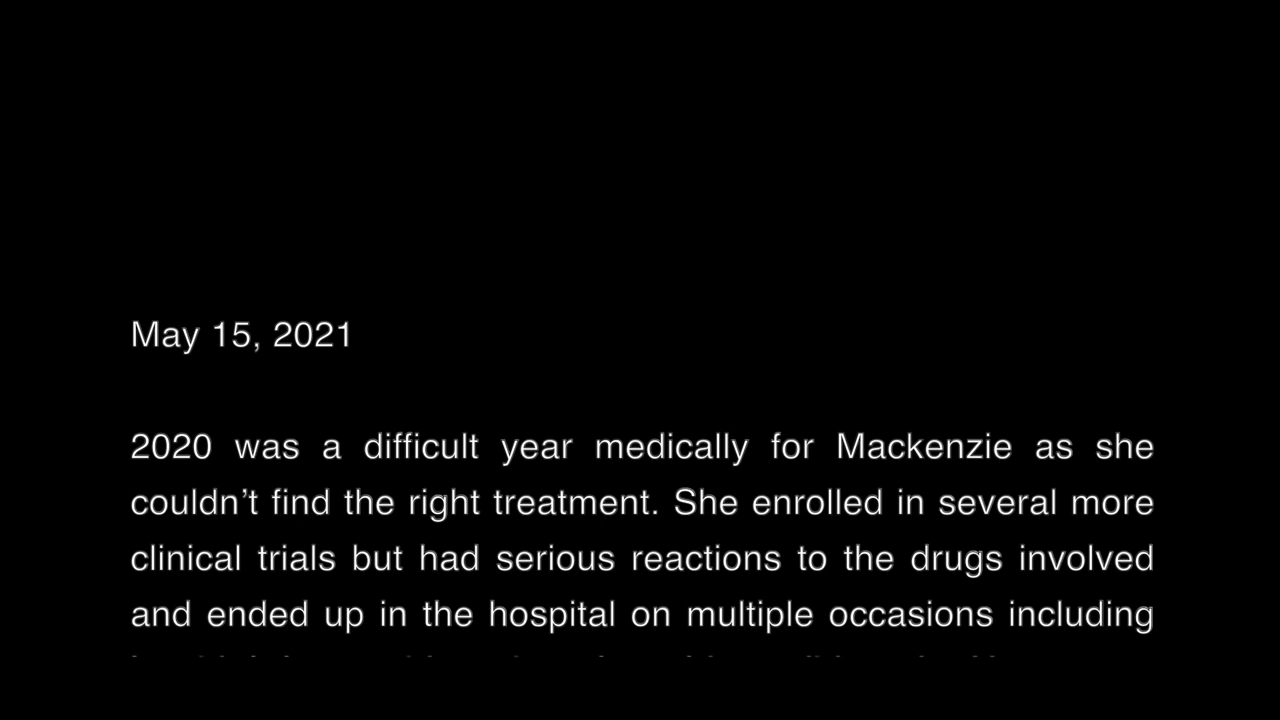 May 15, 2021
2020 was a difficult year medically for Mackenzie as she
couldn’t find the right treatment. She enrolled in several more
clinical trials but had serious reactions to the drugs involved
and ended up in the hospital on multiple occasions including